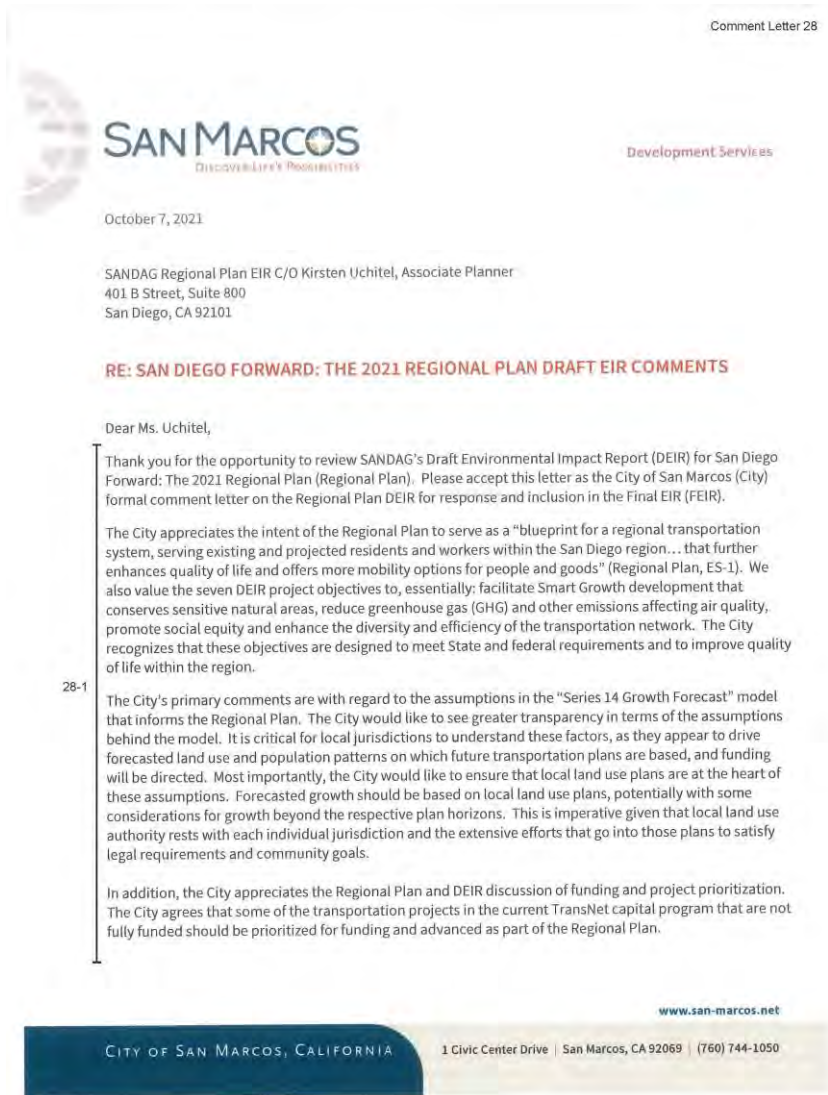 Comment Letter 28
SAN MARCOS
DISCOVER LIFE'S POSSIBILITIES
Development Services
October 7, 2021
SANDAG Regional Plan EIR C/O Kirsten Uchitel, Associate Planner
401 B Street, Suite 800
San Diego, CA 92101
RE: SAN DIEGO FORWARD: THE 2021 REGIONAL PLAN DRAFT EIR COMMENTS
Dear Ms. Uchitel,
Thank you for the opportunity to review SANDAG's Draft Environmental Impact Report (DEIR) for San Diego
Forward: The 2021 Regional Plan (Regional Plan). Please accept this letter as the City of San Marcos (City)
formal comment letter on the Regional Plan DEIR for response and inclusion in the Final EIR (FEIR).
The City appreciates the intent of the Regional Plan to serve as a "blueprint for a regional transportation
system, serving existing and projected residents and workers within the San Diego region... that further
enhances quality of life and offers more mobility options for people and goods" (Regional Plan, ES-1). We
also value the seven DEIR project objectives to, essentially: facilitate Smart Growth development that
conserves sensitive natural areas, reduce greenhouse gas (GHG) and other emissions affecting air quality,
promote social equity and enhance the diversity and efficiency of the transportation network. The City
recognizes that these objectives are designed to meet State and federal requirements and to improve quality
of life within the region.
28-1
The City's primary comments are with regard to the assumptions in the "Series 14 Growth Forecast" model
that informs the Regional Plan. The City would like to see greater transparency in terms of the assumptions
behind the model. It is critical for local jurisdictions to understand these factors, as they appear to drive
forecasted land use and population patterns on which future transportation plans are based, and funding
will be directed. Most importantly, the City would like to ensure that local land use plans are at the heart of
these assumptions. Forecasted growth should be based on local land use plans, potentially with some
considerations for growth beyond the respective plan horizons. This is imperative given that local land use
authority rests with each individual jurisdiction and the extensive efforts that go into those plans to satisfy
legal requirements and community goals.
In addition, the City appreciates the Regional Plan and DEIR discussion of funding and project prioritization.
The City agrees that some of the transportation projects in the current TransNet capital program that are not
fully funded should be prioritized for funding and advanced as part of the Regional Plan.
www.san-marcos.net
CITY OF SAN MARCOS, CALIFORNIA
1 Civic Center Drive | San Marcos, CA 92069 | (760) 744-1050